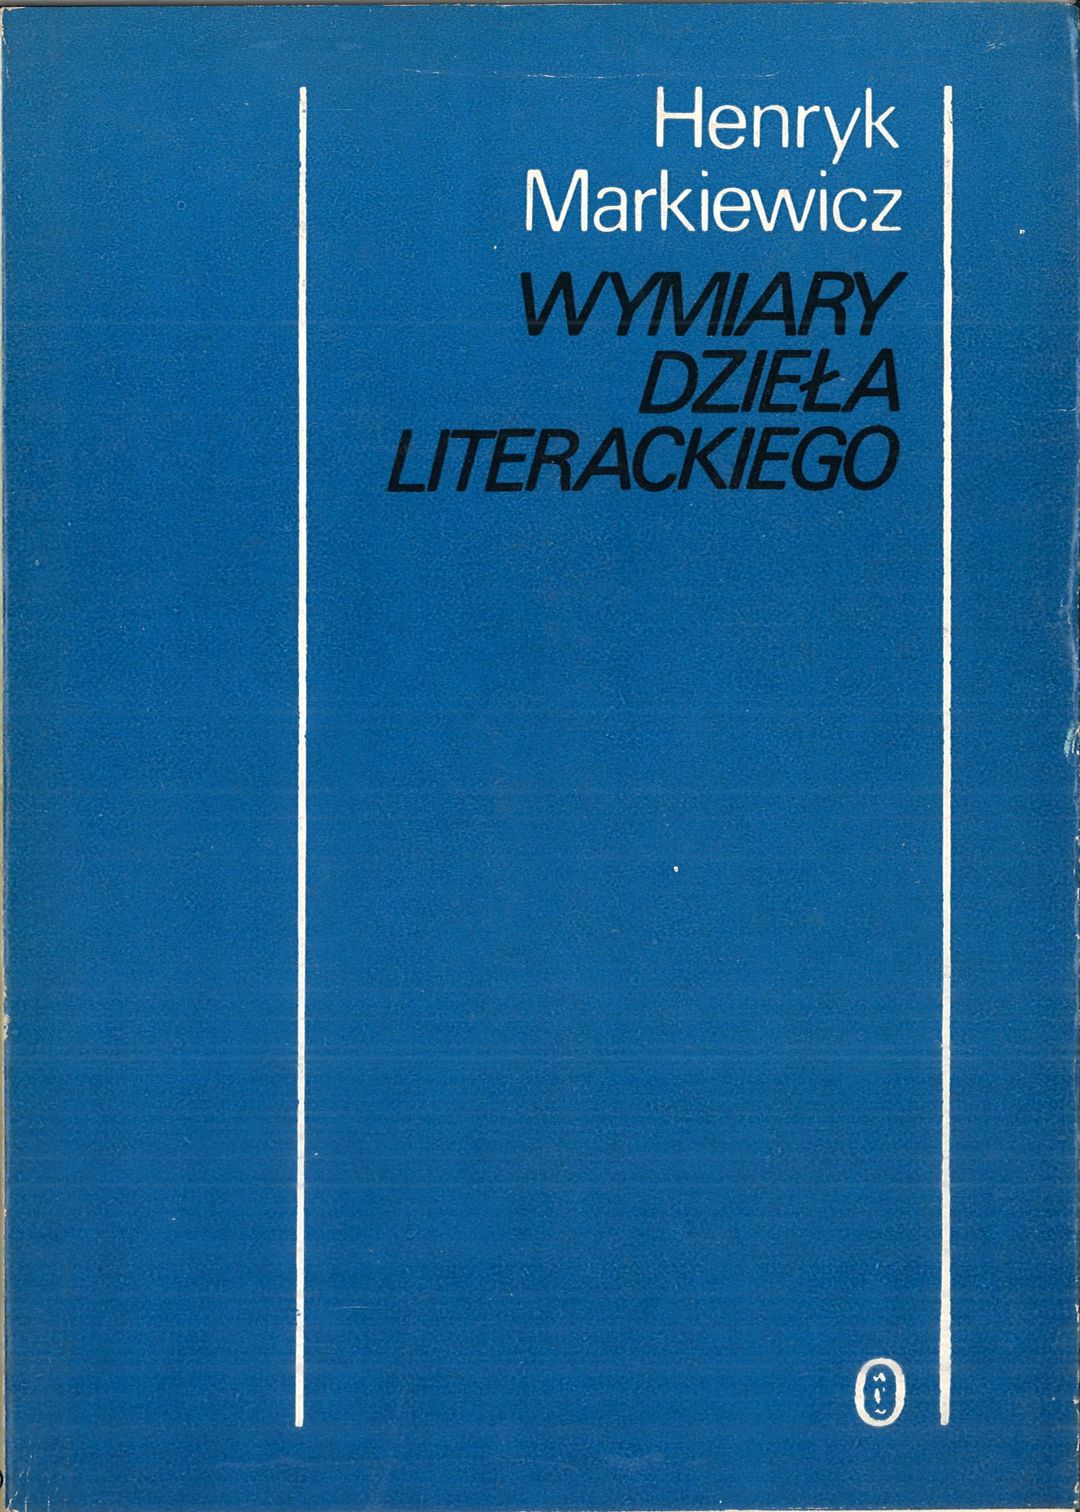 Henryk
Markiewicz
WYMIARY
DZIEŁA
LITERACKIEGO